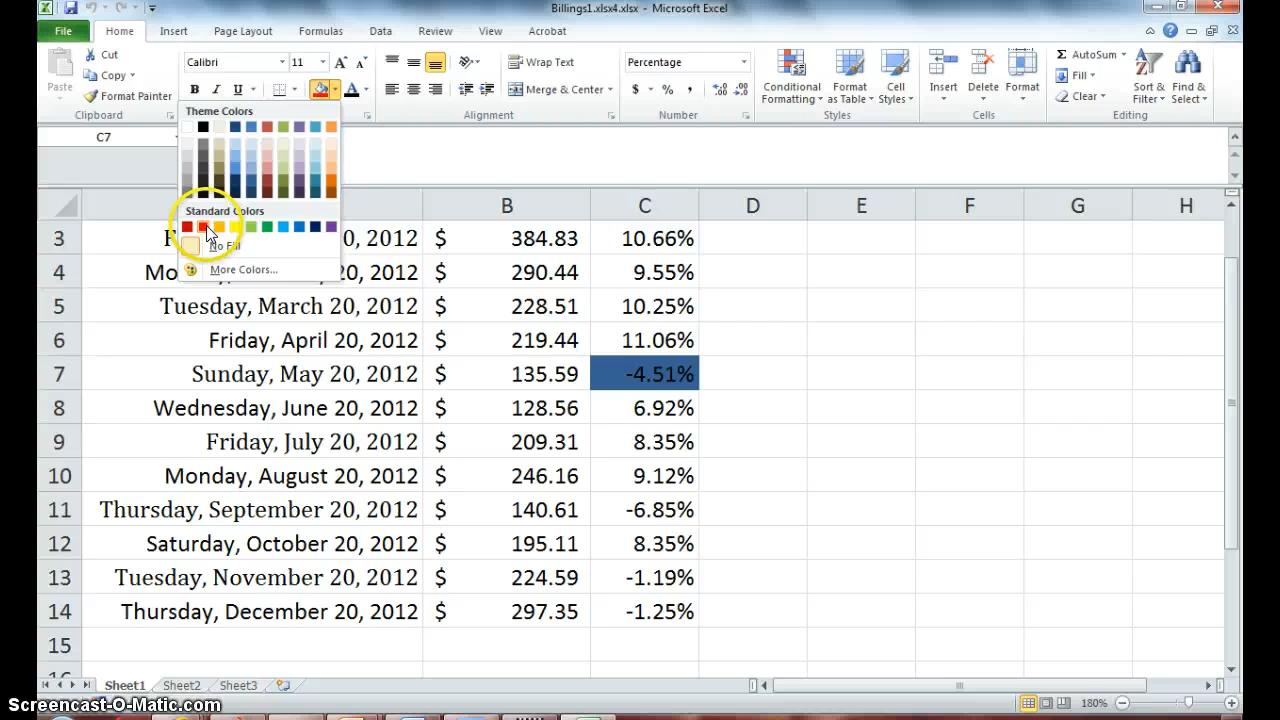 Billings1.xlsx4.xlsx - Microsoft Excel
File Home Insert Page Layout Formulas Data Review View Acrobat
Paste
Cut
Copy
Format Painter
Clipboard
Calibri 11
B I U A
Wrap Text
Merge & Center
Alignment
Percentage
$ % ,
Number
Conditional Formatting
Format as Table
Cell Styles
Styles
Insert Delete Format
Cells
Σ AutoSum
Fill
Clear
Sort & Filter
Find & Select
Editing
C7
Theme Colors
Standard Colors
No Fill
More Colors...
B C D E F G H
3 0, 2012 $ 384.83 10.66%
4 20, 2012 $ 290.44 9.55%
5 Tuesday, March 20, 2012 $ 228.51 10.25%
6 Friday, April 20, 2012 $ 219.44 11.06%
7 Sunday, May 20, 2012 $ 135.59 -4.51%
8 Wednesday, June 20, 2012 $ 128.56 6.92%
9 Friday, July 20, 2012 $ 209.31 8.35%
10 Monday, August 20, 2012 $ 246.16 9.12%
11 Thursday, September 20, 2012 $ 140.61 -6.85%
12 Saturday, October 20, 2012 $ 195.11 8.35%
13 Tuesday, November 20, 2012 $ 224.59 -1.19%
14 Thursday, December 20, 2012 $ 297.35 -1.25%
15
Sheet1 Sheet2 Sheet3
180%
Screencast-O-Matic.com